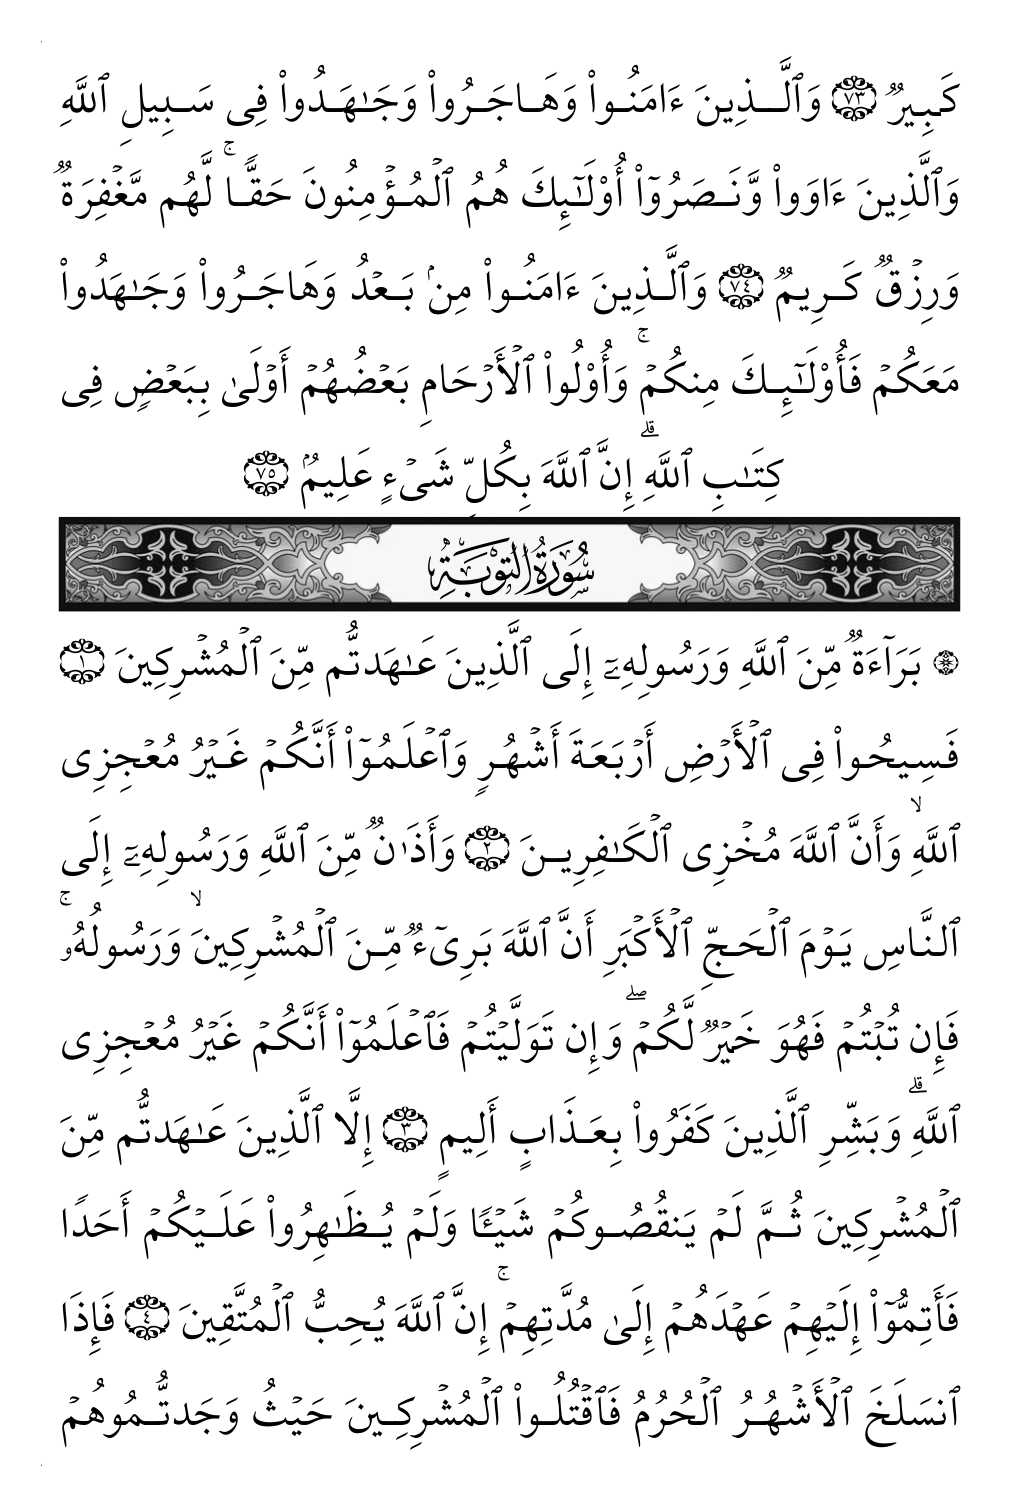 كَبِيرٌ ٧٣ وَٱلَّذِينَ ءَامَنُوا۟ وَهَاجَرُوا۟ وَجَـٰهَدُوا۟ فِى سَبِيلِ ٱللَّهِ
وَٱلَّذِينَ ءَاوَوا۟ وَّنَصَرُوٓا۟ أُو۟لَـٰٓئِكَ هُمُ ٱلْمُؤْمِنُونَ حَقًّا ۚ لَّهُم مَّغْفِرَةٌ
وَرِزْقٌ كَرِيمٌ ٧٤ وَٱلَّذِينَ ءَامَنُوا۟ مِنۢ بَعْدُ وَهَاجَرُوا۟ وَجَـٰهَدُوا۟
مَعَكُمْ فَأُو۟لَـٰٓئِكَ مِنكُمْ ۚ وَأُو۟لُوا۟ ٱلْأَرْحَامِ بَعْضُهُمْ أَوْلَىٰ بِبَعْضٍ فِى
كِتَـٰبِ ٱللَّهِ ۗ إِنَّ ٱللَّهَ بِكُلِّ شَىْءٍ عَلِيمٌۢ ٧٥
سُورَةُ التَّوْبَةِ
۞ بَرَآءَةٌ مِّنَ ٱللَّهِ وَرَسُولِهِۦٓ إِلَى ٱلَّذِينَ عَـٰهَدتُّم مِّنَ ٱلْمُشْرِكِينَ ١
فَسِيحُوا۟ فِى ٱلْأَرْضِ أَرْبَعَةَ أَشْهُرٍ وَٱعْلَمُوٓا۟ أَنَّكُمْ غَيْرُ مُعْجِزِى
ٱللَّهِ ۙ وَأَنَّ ٱللَّهَ مُخْزِى ٱلْكَـٰفِرِينَ ٢ وَأَذَٰنٌ مِّنَ ٱللَّهِ وَرَسُولِهِۦٓ إِلَى
ٱلنَّاسِ يَوْمَ ٱلْحَجِّ ٱلْأَكْبَرِ أَنَّ ٱللَّهَ بَرِىٓءٌ مِّنَ ٱلْمُشْرِكِينَ ۙ وَرَسُولُهُۥ ۚ
فَإِن تُبْتُمْ فَهُوَ خَيْرٌ لَّكُمْ ۖ وَإِن تَوَلَّيْتُمْ فَٱعْلَمُوٓا۟ أَنَّكُمْ غَيْرُ مُعْجِزِى
ٱللَّهِ ۗ وَبَشِّرِ ٱلَّذِينَ كَفَرُوا۟ بِعَذَابٍ أَلِيمٍ ٣ إِلَّا ٱلَّذِينَ عَـٰهَدتُّم مِّنَ
ٱلْمُشْرِكِينَ ثُمَّ لَمْ يَنقُصُوكُمْ شَيْـًٔا وَلَمْ يُظَـٰهِرُوا۟ عَلَيْكُمْ أَحَدًا
فَأَتِمُّوٓا۟ إِلَيْهِمْ عَهْدَهُمْ إِلَىٰ مُدَّتِهِمْ ۚ إِنَّ ٱللَّهَ يُحِبُّ ٱلْمُتَّقِينَ ٤ فَإِذَا
ٱنسَلَخَ ٱلْأَشْهُرُ ٱلْحُرُمُ فَٱقْتُلُوا۟ ٱلْمُشْرِكِينَ حَيْثُ وَجَدتُّمُوهُمْ